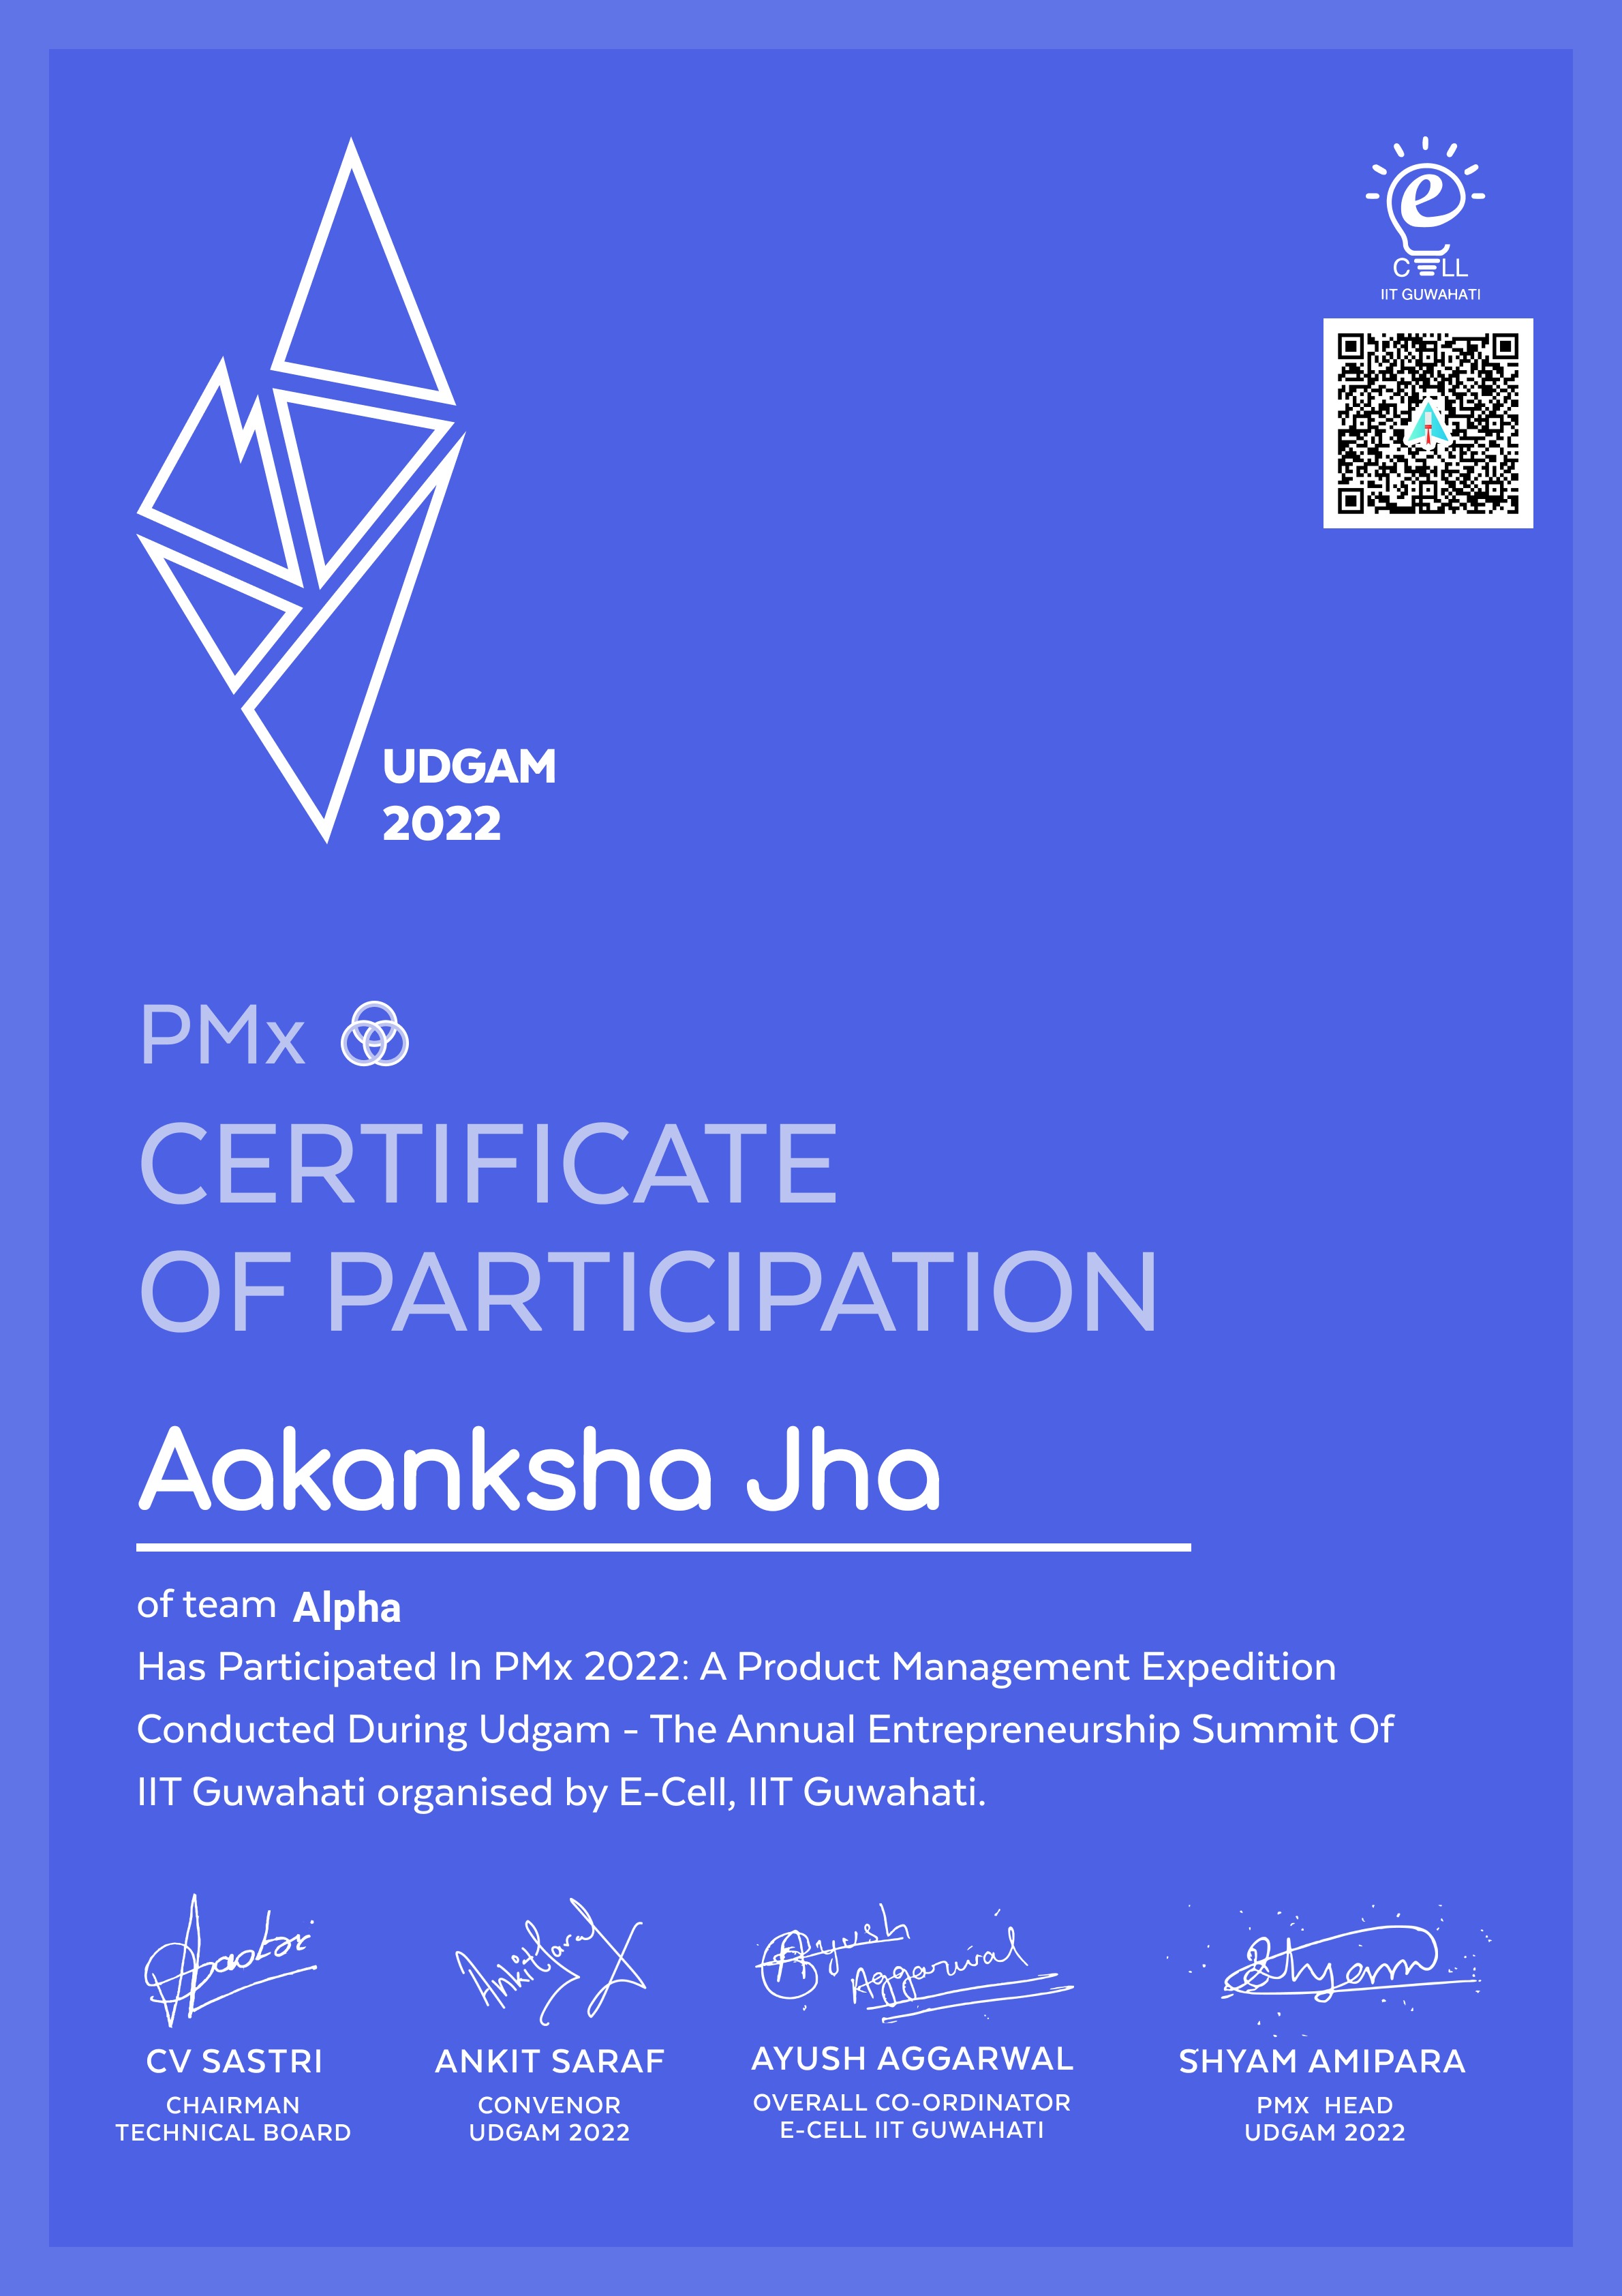 e
CELL
IIT GUWAHATI
UDGAM
2022
PMx
CERTIFICATE
OF PARTICIPATION
Aakanksha Jha
of team Alpha
Has Participated In PMx 2022: A Product Management Expedition
Conducted During Udgam - The Annual Entrepreneurship Summit Of
IIT Guwahati organised by E-Cell, IIT Guwahati.
Sastri
Ankit Saraf
Ayush
Aggarwal
Shyam
CV SASTRI
ANKIT SARAF
AYUSH AGGARWAL
SHYAM AMIPARA
CHAIRMAN
TECHNICAL BOARD
CONVENOR
UDGAM 2022
OVERALL CO-ORDINATOR
E-CELL IIT GUWAHATI
PMX HEAD
UDGAM 2022